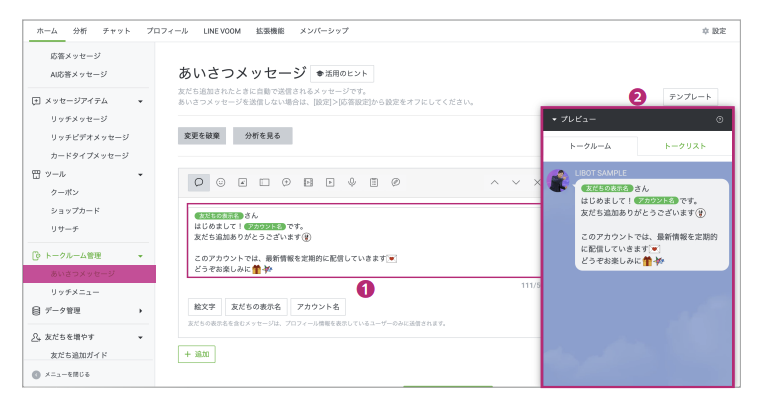 ホーム 分析 チャット プロフィール LINE VOOM 拡張機能 メンバーシップ 設定
応答メッセージ
AI応答メッセージ
メッセージアイテム
リッチメッセージ
リッチビデオメッセージ
カードタイプメッセージ
ツール
クーポン
ショップカード
リサーチ
トークルーム管理
あいさつメッセージ
リッチメニュー
データ管理
友だちを増やす
友だち追加ガイド
メニューを閉じる
あいさつメッセージ 活用のヒント
友だち追加されたときに自動で送信されるメッセージです。
あいさつメッセージを送信しない場合は、[設定]>[応答設定]から設定をオフにしてください。
テンプレート
変更を破棄 分析を見る
友だちの表示名 さん
はじめまして！ アカウント名 です。
友だち追加ありがとうございます
このアカウントでは、最新情報を定期的に配信していきます
どうぞお楽しみに
1
111/5
絵文字 友だちの表示名 アカウント名
友だちの表示名を含むメッセージは、プロフィール情報を表示しているユーザーのみに送信されます。
+ 追加
2
プレビュー
トークルーム トークリスト
LIBOT SAMPLE
友だちの表示名 さん
はじめまして！ アカウント名 です。
友だち追加ありがとうございます
このアカウントでは、最新情報を定期的
に配信していきます
どうぞお楽しみに